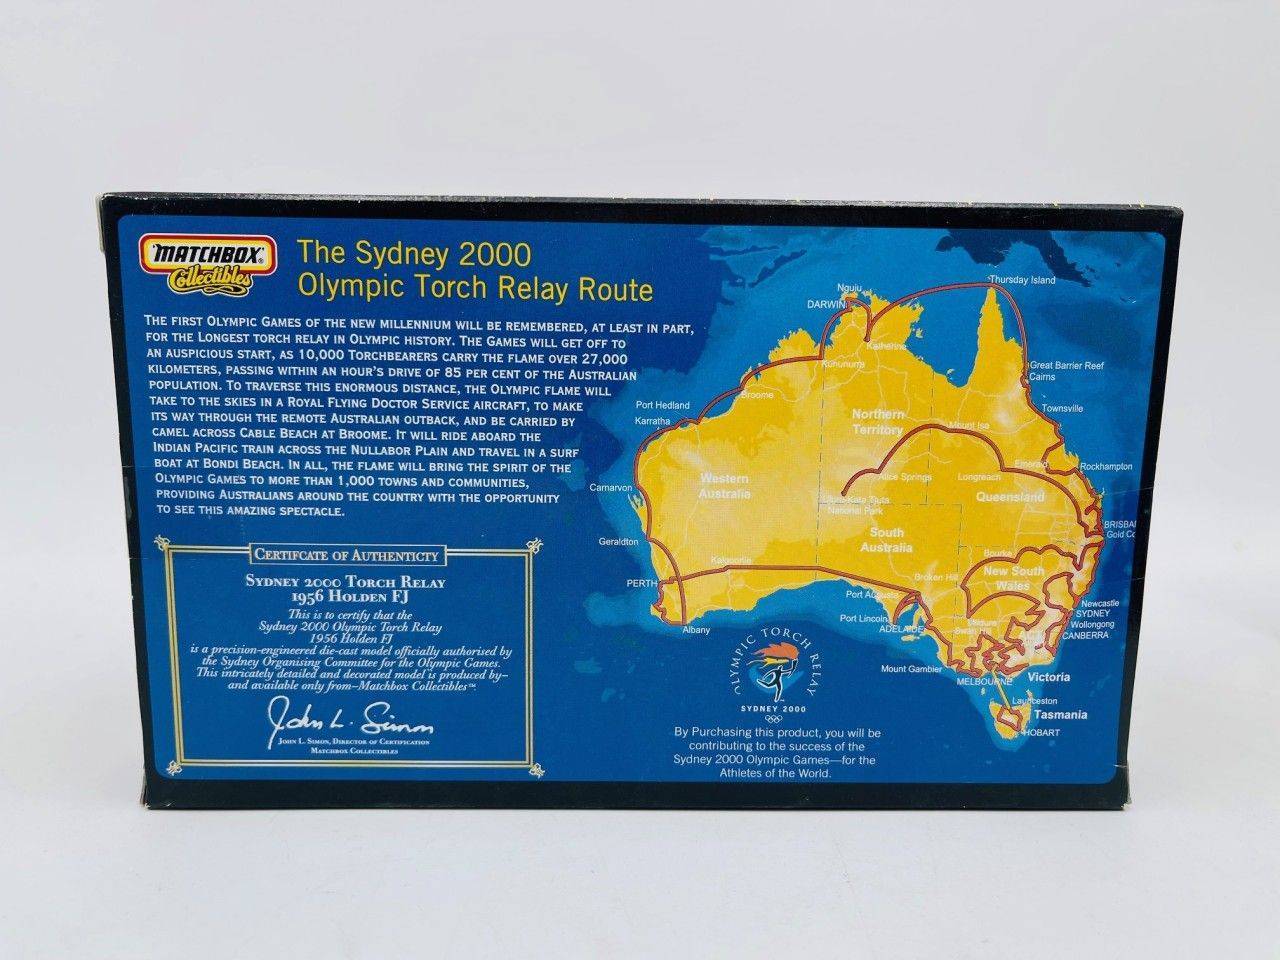 MATCHBOX®
Collectibles
The Sydney 2000
Olympic Torch Relay Route
THE FIRST OLYMPIC GAMES OF THE NEW MILLENNIUM WILL BE REMEMBERED, AT LEAST IN PART,
FOR THE LONGEST TORCH RELAY IN OLYMPIC HISTORY. THE GAMES WILL GET OFF TO
AN AUSPICIOUS START, AS 10,000 TORCHBEARERS CARRY THE FLAME OVER 27,000
KILOMETERS, PASSING WITHIN AN HOUR'S DRIVE OF 85 PER CENT OF THE AUSTRALIAN
POPULATION. TO TRAVERSE THIS ENORMOUS DISTANCE, THE OLYMPIC FLAME WILL
TAKE TO THE SKIES IN A ROYAL FLYING DOCTOR SERVICE AIRCRAFT, TO MAKE
ITS WAY THROUGH THE REMOTE AUSTRALIAN OUTBACK, AND BE CARRIED BY
CAMEL ACROSS CABLE BEACH AT BROOME. IT WILL RIDE ABOARD THE
INDIAN PACIFIC TRAIN ACROSS THE NULLABOR PLAIN AND TRAVEL IN A SURF
BOAT AT BONDI BEACH. IN ALL, THE FLAME WILL BRING THE SPIRIT OF THE
OLYMPIC GAMES TO MORE THAN 1,000 TOWNS AND COMMUNITIES,
PROVIDING AUSTRALIANS AROUND THE COUNTRY WITH THE OPPORTUNITY
TO SEE THIS AMAZING SPECTACLE.
CERTIFCATE OF AUTHENTICTY
SYDNEY 2000 TORCH RELAY
1956 HOLDEN FJ
This is to certify that the
Sydney 2000 Olympic Torch Relay
1956 Holden FJ
is a precision-engineered die-cast model officially authorised by
the Sydney Organising Committee for the Olympic Games.
This intricately detailed and decorated model is produced by–
and available only from–Matchbox Collectibles™
John L. Simon
JOHN L. SIMON, DIRECTOR OF CERTIFICATION
MATCHBOX COLLECTIBLES
Thursday Island
Nguiu
DARWIN
Katherine
Kununurra
Great Barrier Reef
Cairns
Broome
Port Hedland
Karratha
Townsville
Northern
Territory
Mount Isa
Emerald
Rockhampton
Alice Springs
Longreach
Western
Australia
Carnarvon
Queensland
National Park
BRISBA
Gold Co
South
Australia
Geraldton
Bourke
Kalgoorlie
New South
Wales
Broken Hill
PERTH
Port Augusta
Newcastle
SYDNEY
Port Lincoln
Wollongong
Albany
ADELAIDE
CANBERRA
Mount Gambier
MELBOURNE
Victoria
Launceston
Tasmania
HOBART
OLYMPIC TORCH RELAY
SYDNEY 2000
By Purchasing this product, you will be
contributing to the success of the
Sydney 2000 Olympic Games—for the
Athletes of the World.